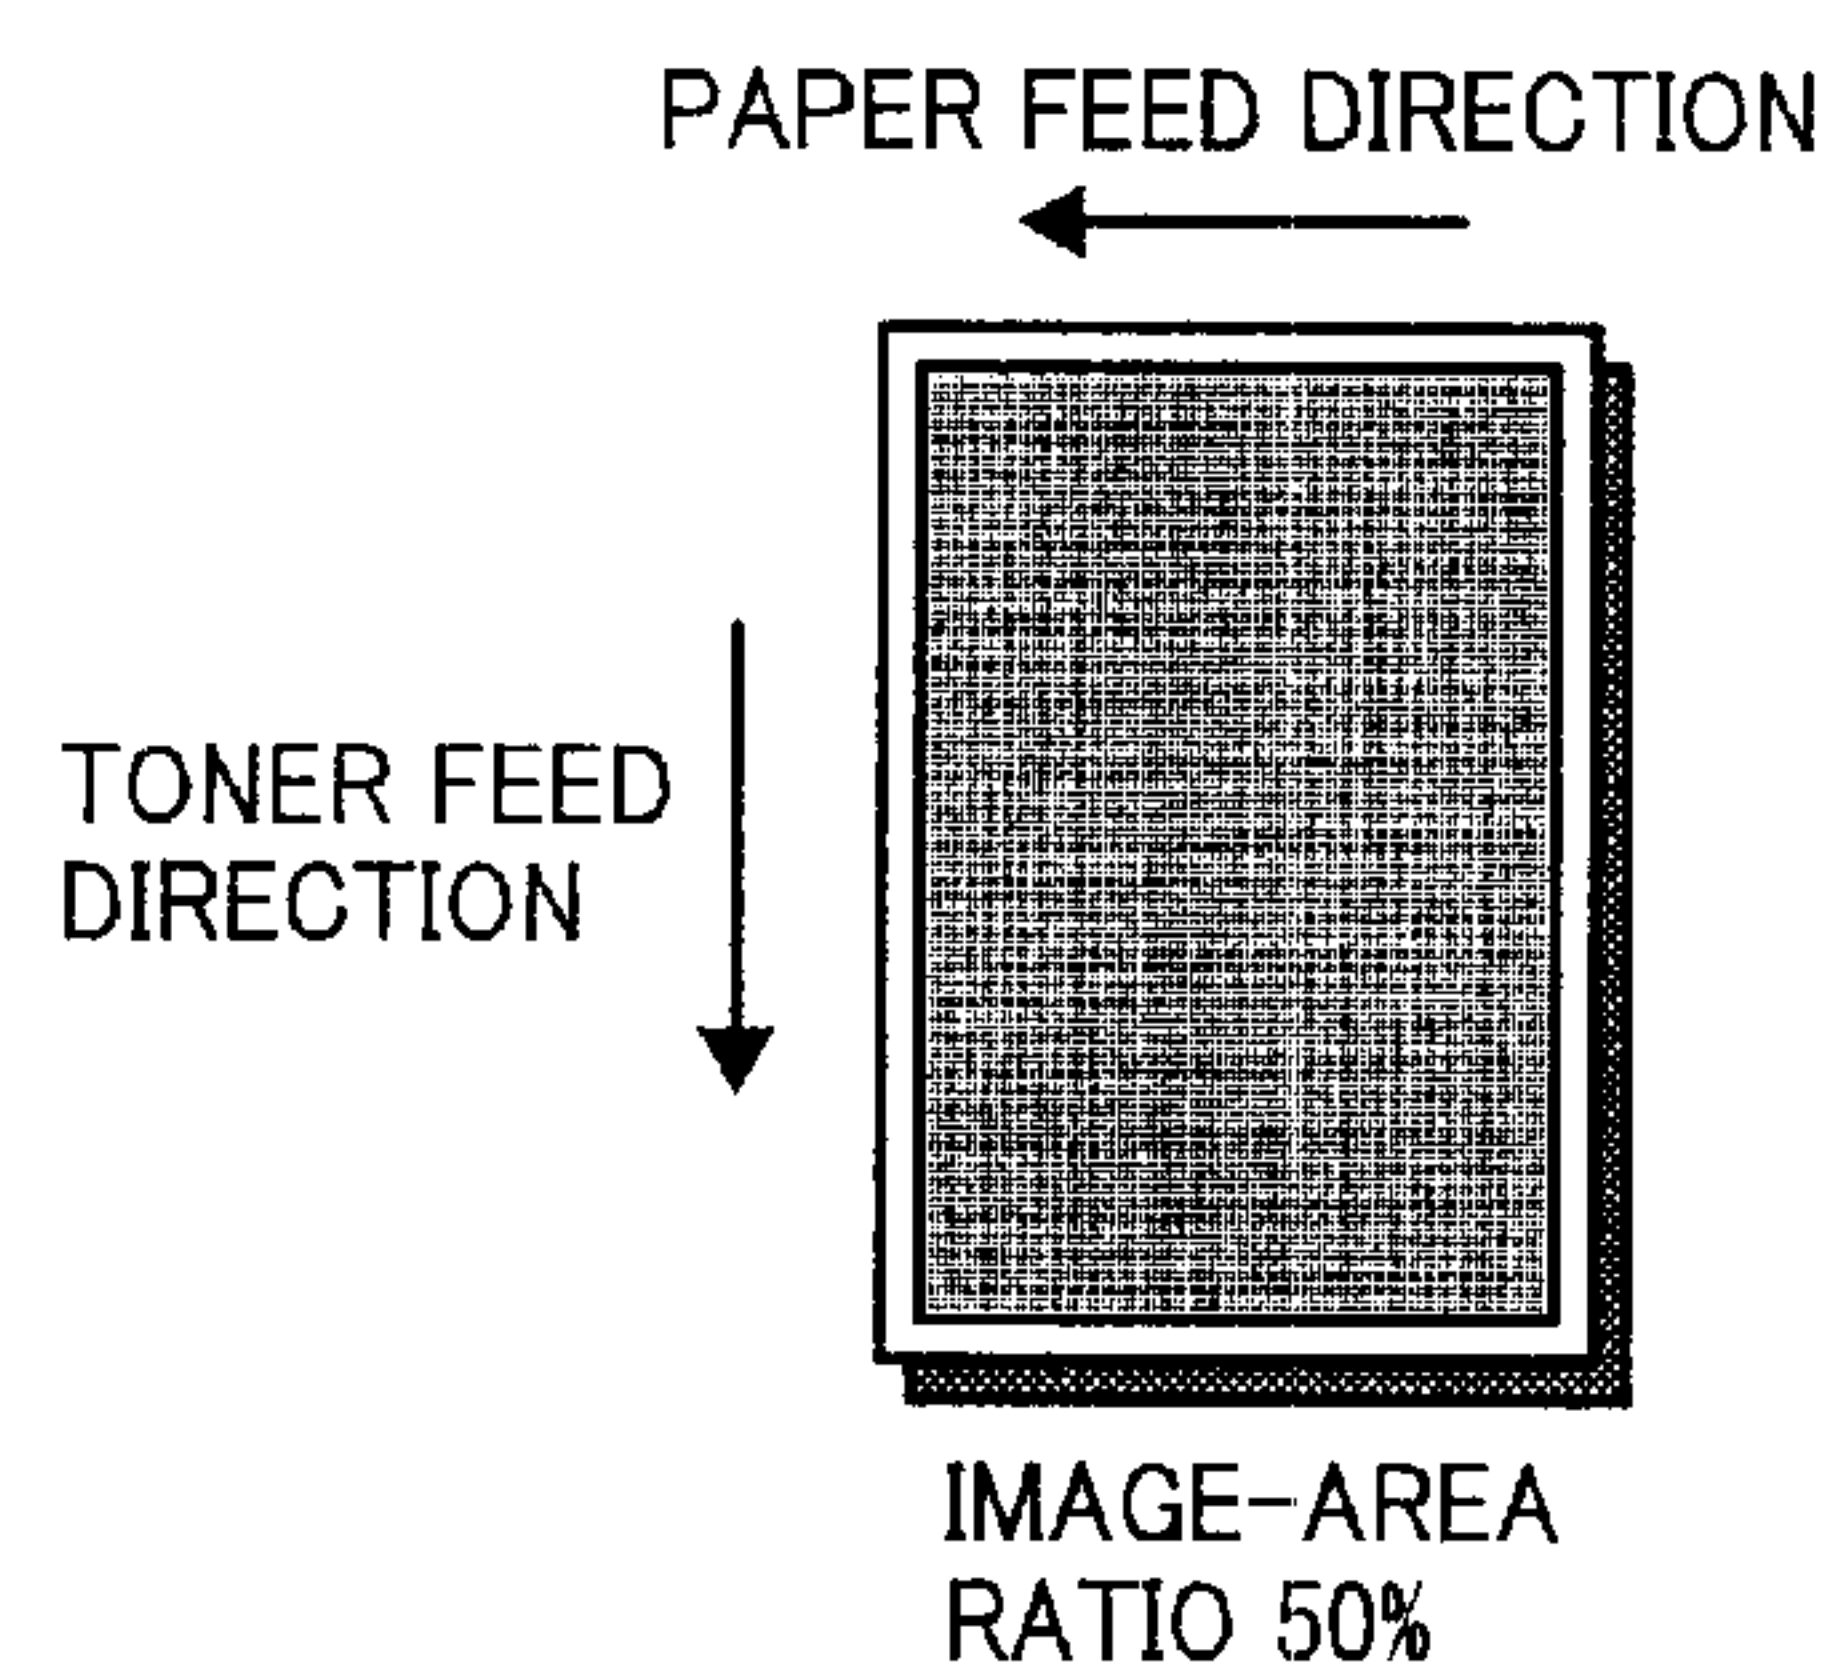 PAPER FEED DIRECTION
TONER FEED
DIRECTION
IMAGE-AREA
RATIO 50%